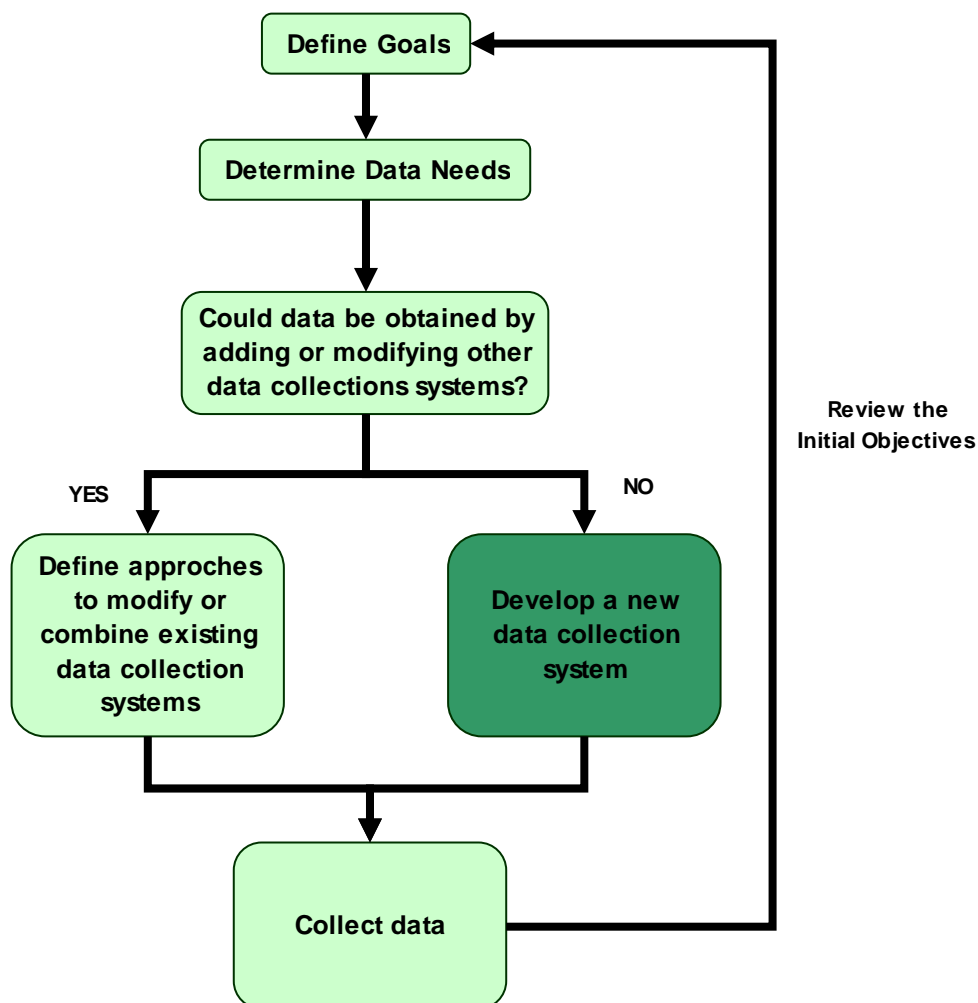 Define Goals
Determine Data Needs
Could data be obtained by
adding or modifying other
data collections systems?
Review the
Initial Objectives
YES
NO
Define approches
to modify or
combine existing
data collection
systems
Develop a new
data collection
system
Collect data